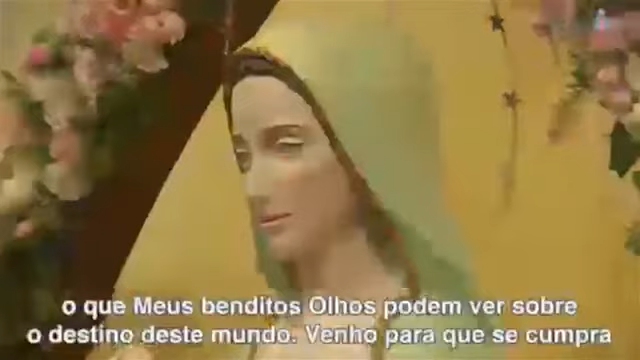 o que Meus benditos Olhos podem ver sobre
o destino deste mundo. Venho para que se cumpra